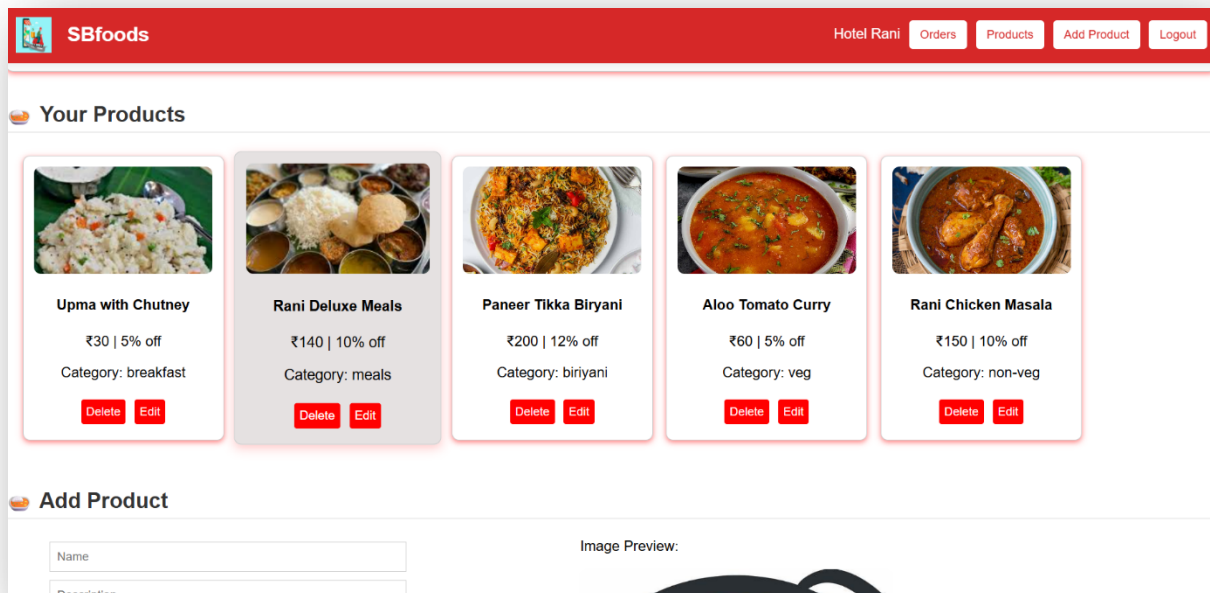 SBfoods
Hotel Rani Orders Products Add Product Logout
Your Products
Upma with Chutney
₹30 | 5% off
Category: breakfast
Delete Edit
Rani Deluxe Meals
₹140 | 10% off
Category: meals
Delete Edit
Paneer Tikka Biryani
₹200 | 12% off
Category: biriyani
Delete Edit
Aloo Tomato Curry
₹60 | 5% off
Category: veg
Delete Edit
Rani Chicken Masala
₹150 | 10% off
Category: non-veg
Delete Edit
Add Product
Name
Image Preview:
Description